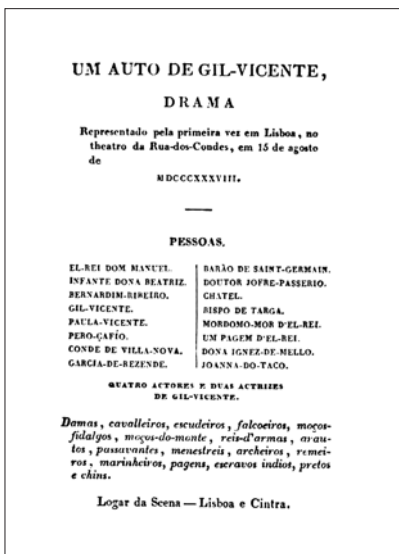 UM AUTO DE GIL-VICENTE,
DRAMA
Representado pela primeira vez em Lisboa, no
theatro da Rua-dos-Condes, em 15 de agosto
de
MDCCCXXXVIII.
PESSOAS.
EL-REI DOM MANUEL.
INFANTE DONA BEATRIZ.
BERNARDIM-RIBEIRO.
GIL-VICENTE.
PAULA-VICENTE.
PERO-ÇAFÍO.
CONDE DE VILLA-NOVA.
GARCIA-DE-REZENDE.
BARÃO DE SAINT-GERMAIN.
DOUTOR JOFRE-PASSERIO.
CHATEL.
BISPO DE TARGA.
MORDOMO-MOR D'EL-REI.
UM PAGEM D'EL-REI.
DONA IGNEZ-DE-MELLO.
JOANNA-DO-TACO.
QUATRO ACTORES E DUAS ACTRIZES
DE GIL-VICENTE.
Damas, cavalleiros, escudeiros, falcoeiros, moços-
fidalgos, moços-do-monte, reis-d'armas, arau-
tos, passavantes, menestreis, archeiros, remei-
ros, marinheiros, pagens, escravos indios, pretos
e chins.
Logar da Scena — Lisboa e Cintra.